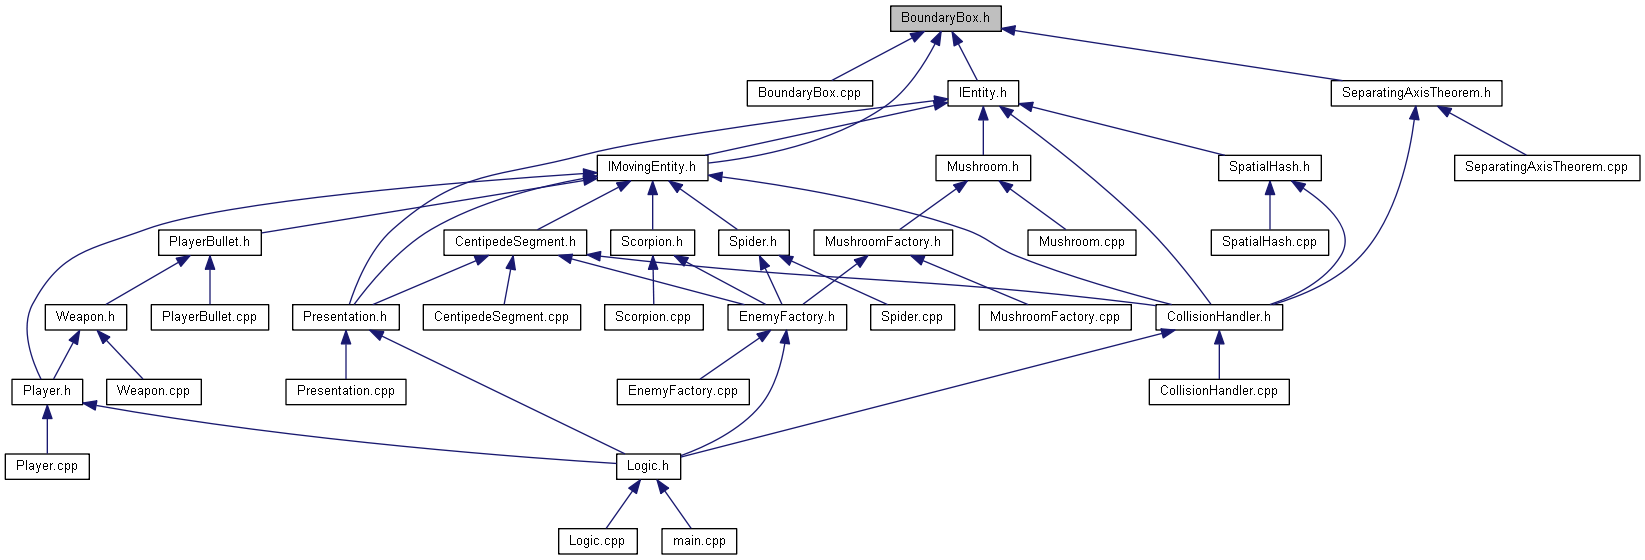 BoundaryBox.h
BoundaryBox.cpp
IEntity.h
SeparatingAxisTheorem.h
IMovingEntity.h
Mushroom.h
SpatialHash.h
SeparatingAxisTheorem.cpp
PlayerBullet.h
CentipedeSegment.h
Scorpion.h
Spider.h
MushroomFactory.h
Mushroom.cpp
SpatialHash.cpp
Weapon.h
PlayerBullet.cpp
Presentation.h
CentipedeSegment.cpp
Scorpion.cpp
EnemyFactory.h
Spider.cpp
MushroomFactory.cpp
CollisionHandler.h
Player.h
Weapon.cpp
Presentation.cpp
EnemyFactory.cpp
CollisionHandler.cpp
Player.cpp
Logic.h
Logic.cpp
main.cpp